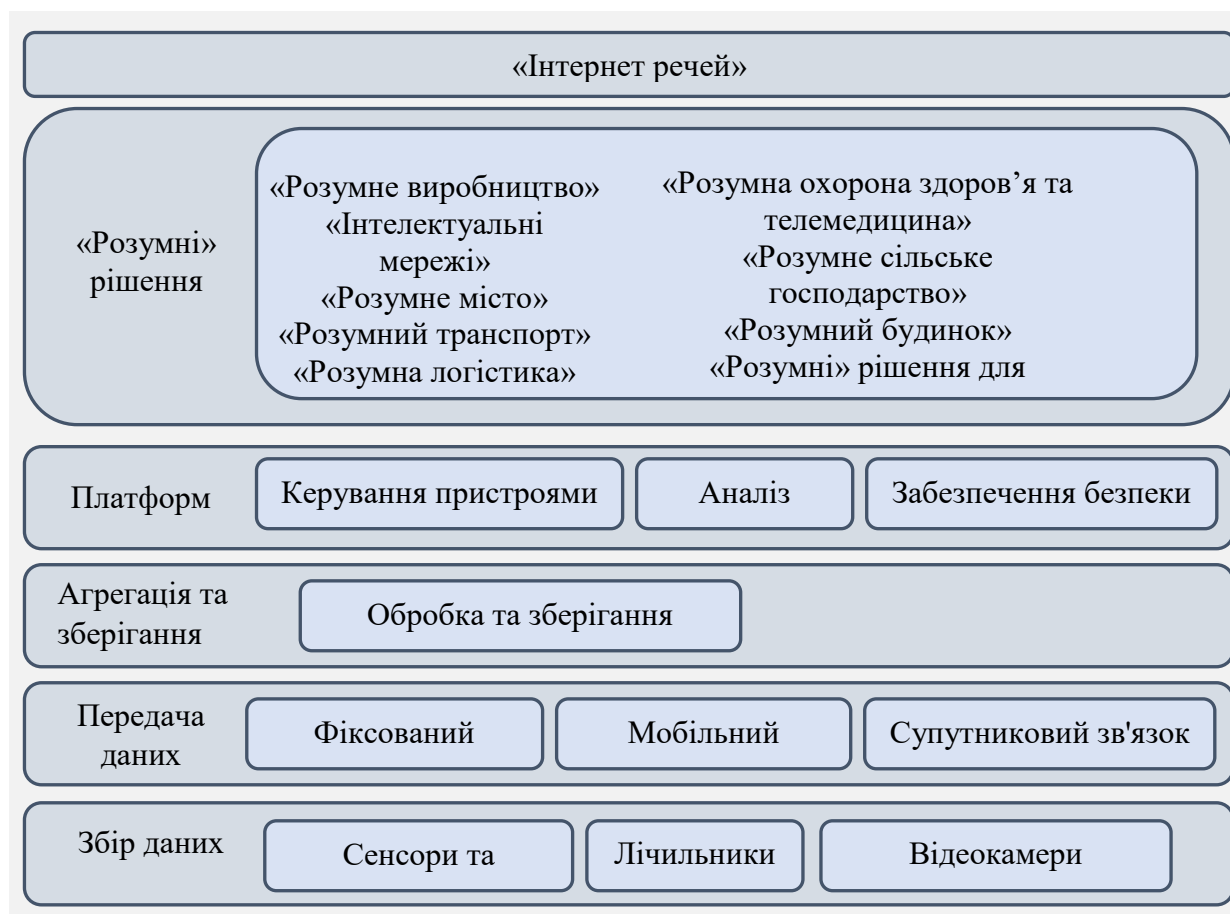 «Інтернет речей»
«Розумні»
рішення
«Розумне виробництво»
«Інтелектуальні
мережі»
«Розумне місто»
«Розумний транспорт»
«Розумна логістика»
«Розумна охорона здоров’я та
телемедицина»
«Розумне сільське
господарство»
«Розумний будинок»
«Розумні» рішення для
Платформ
Керування пристроями
Аналіз
Забезпечення безпеки
Агрегація та
зберігання
Обробка та зберігання
Передача
даних
Фіксований
Мобільний
Супутниковий зв'язок
Збір даних
Сенсори та
Лічильники
Відеокамери